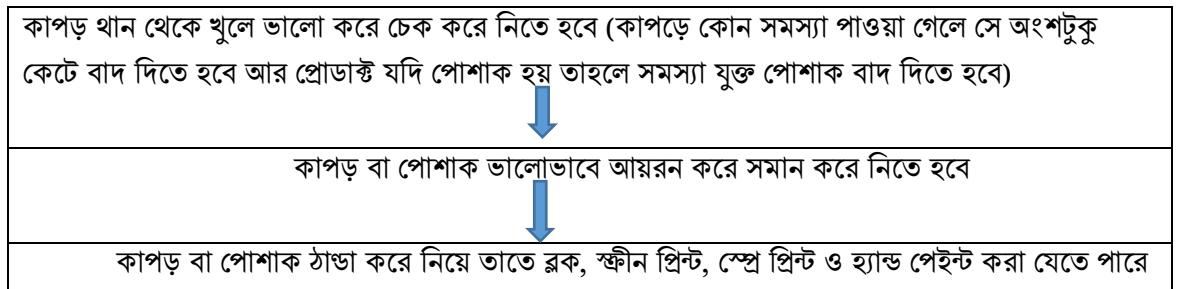 কাপড় থান থেকে খুলে ভালো করে চেক করে নিতে হবে (কাপড়ে কোন সমস্যা পাওয়া গেলে সে অংশটুকু
কেটে বাদ দিতে হবে আর প্রোডাক্ট যদি পোশাক হয় তাহলে সমস্যা যুক্ত পোশাক বাদ দিতে হবে)
কাপড় বা পোশাক ভালোভাবে আয়রন করে সমান করে নিতে হবে
কাপড় বা পোশাক ঠান্ডা করে নিয়ে তাতে ব্লক, স্ক্রীন প্রিন্ট, স্প্রে প্রিন্ট ও হ্যান্ড পেইন্ট করা যেতে পারে